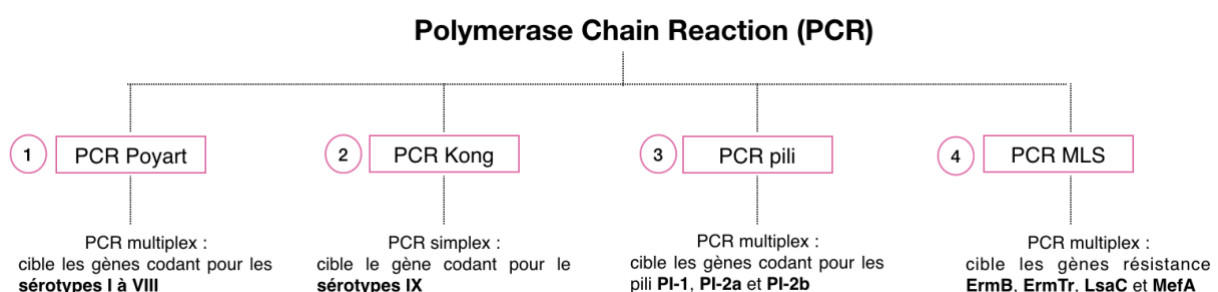 Polymerase Chain Reaction (PCR)
1 PCR Poyart
2 PCR Kong
3 PCR pili
4 PCR MLS
PCR multiplex :
cible les gènes codant pour les
sérotypes I à VIII
PCR simplex :
cible le gène codant pour le
sérotypes IX
PCR multiplex :
cible les gènes codant pour les
pili PI-1, PI-2a et PI-2b
PCR multiplex :
cible les gènes résistance
ErmB, ErmTr, LsaC et MefA